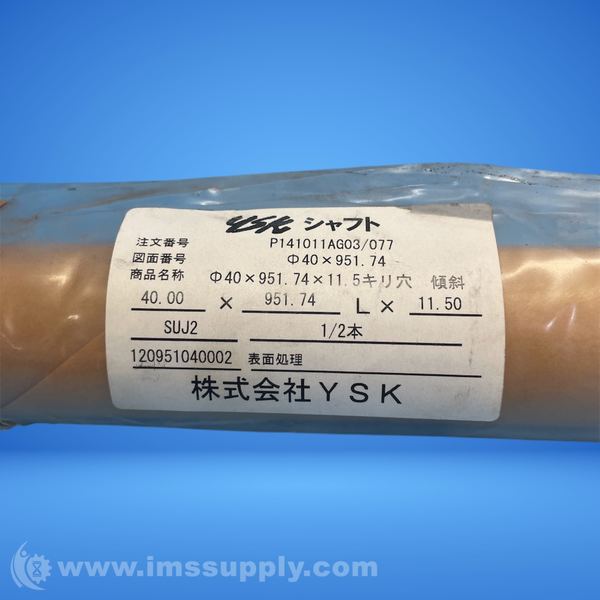 YSK シャフト
注文番号 P141011AG03/077
図面番号 Φ40×951.74
商品名称 Φ40×951.74×11.5キリ穴 傾斜
40.00 × 951.74 L × 11.50
SUJ2 1/2本
120951040002 表面処理
株式会社YSK
www.imssupply.com